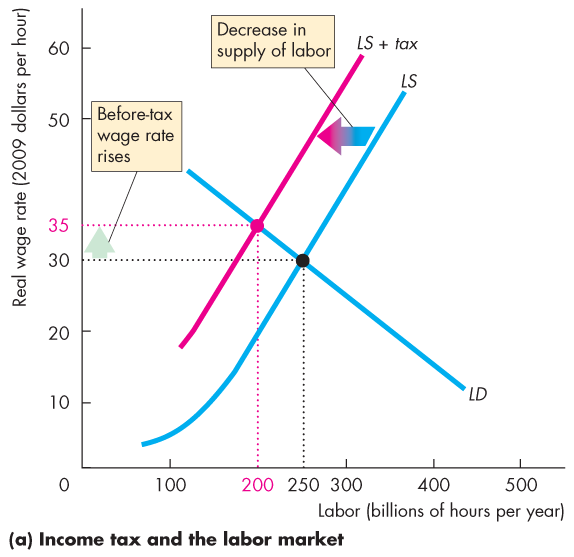 Real wage rate (2009 dollars per hour)
60
50
35
30
20
10
0
Decrease in
supply of labor
LS + tax
LS
Before-tax
wage rate
rises
LD
100
200
250
300
400
500
Labor (billions of hours per year)
(a) Income tax and the labor market